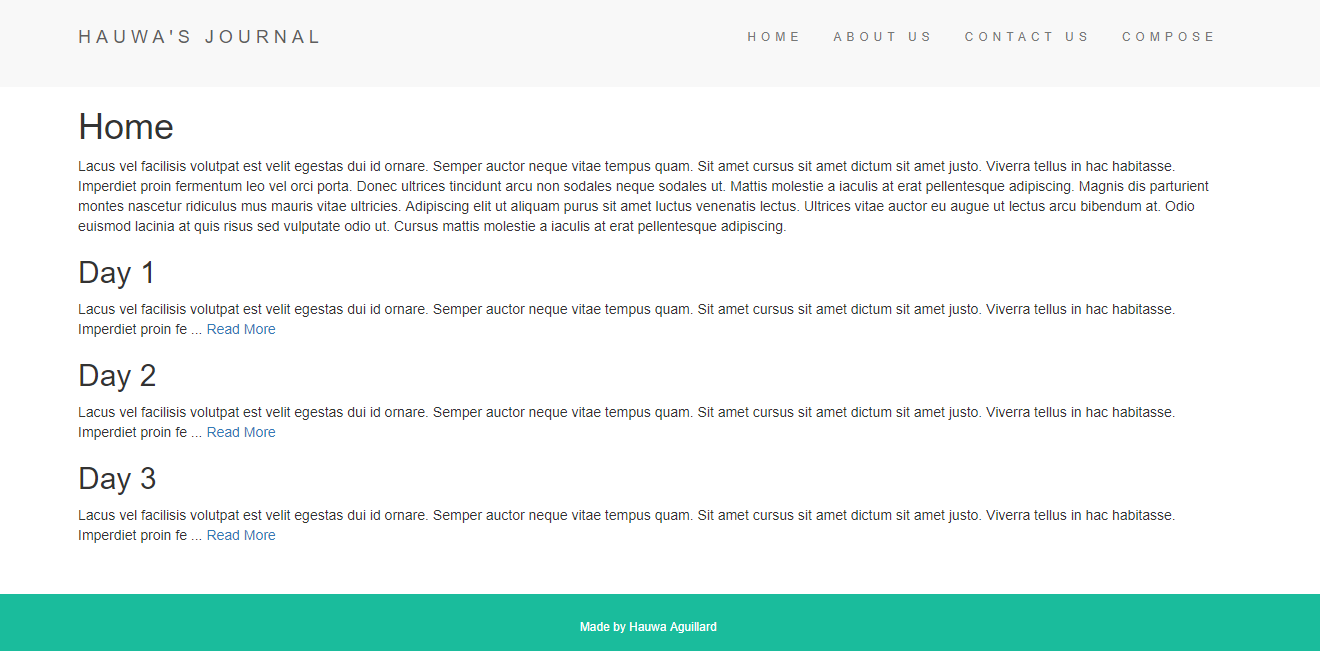 HAUWA'S JOURNAL
HOME ABOUT US CONTACT US COMPOSE
Home
Lacus vel facilisis volutpat est velit egestas dui id ornare. Semper auctor neque vitae tempus quam. Sit amet cursus sit amet dictum sit amet justo. Viverra tellus in hac habitasse.
Imperdiet proin fermentum leo vel orci porta. Donec ultrices tincidunt arcu non sodales neque sodales ut. Mattis molestie a iaculis at erat pellentesque adipiscing. Magnis dis parturient
montes nascetur ridiculus mus mauris vitae ultricies. Adipiscing elit ut aliquam purus sit amet luctus venenatis lectus. Ultrices vitae auctor eu augue ut lectus arcu bibendum at. Odio
euismod lacinia at quis risus sed vulputate odio ut. Cursus mattis molestie a iaculis at erat pellentesque adipiscing.
Day 1
Lacus vel facilisis volutpat est velit egestas dui id ornare. Semper auctor neque vitae tempus quam. Sit amet cursus sit amet dictum sit amet justo. Viverra tellus in hac habitasse.
Imperdiet proin fe ... Read More
Day 2
Lacus vel facilisis volutpat est velit egestas dui id ornare. Semper auctor neque vitae tempus quam. Sit amet cursus sit amet dictum sit amet justo. Viverra tellus in hac habitasse.
Imperdiet proin fe ... Read More
Day 3
Lacus vel facilisis volutpat est velit egestas dui id ornare. Semper auctor neque vitae tempus quam. Sit amet cursus sit amet dictum sit amet justo. Viverra tellus in hac habitasse.
Imperdiet proin fe ... Read More
Made by Hauwa Aguillard